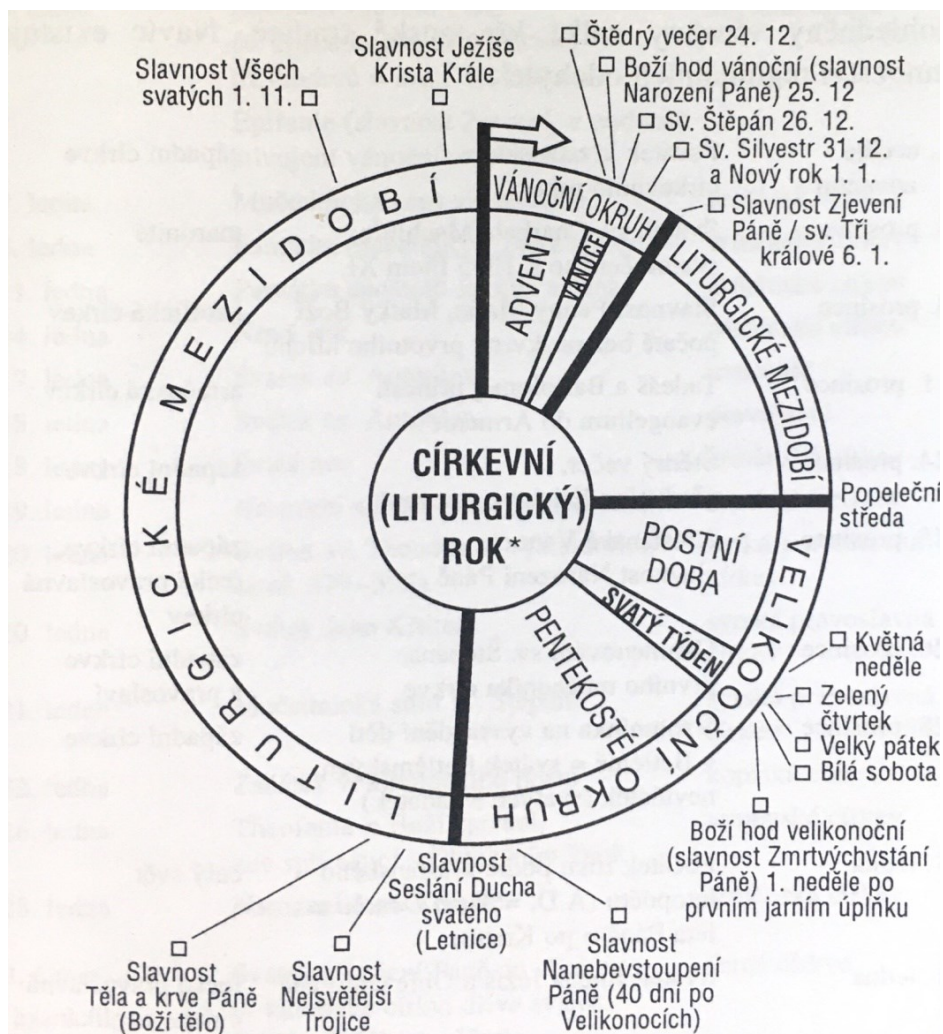 Slavnost Všech
svatých 1. 11.
Slavnost Ježíše
Krista Krále
Štědrý večer 24. 12.
Boží hod vánoční (slavnost
Narození Páně) 25. 12
Sv. Štěpán 26. 12.
Sv. Silvestr 31. 12.
a Nový rok 1. 1.
Slavnost Zjevení
Páně / sv. Tří
králové 6. 1.
VÁNOČNÍ OKRUH
ADVENT
VÁNOCE
LITURGICKÉ MEZIDOBÍ
CÍRKEVNÍ
(LITURGICKÝ)
ROK*
Popeleční
středa
POSTNÍ
DOBA
SVATÝ TÝDEN
PENTEKOSTÉ
VELIKONOČNÍ OKRUH
Květná
neděle
Zelený
čtvrtek
Velký pátek
Bílá sobota
Boží hod velikonoční
(slavnost Zmrtvýchvstání
Páně) 1. neděle po
prvním jarním úplňku
LITURGICKÉ MEZIDOBÍ
Slavnost
Seslání Ducha
svatého
(Letnice)
Slavnost
Těla a krve Páně
(Boží tělo)
Slavnost
Nejsvětější
Trojice
Slavnost
Nanebevstoupení
Páně (40 dní po
Velikonocích)